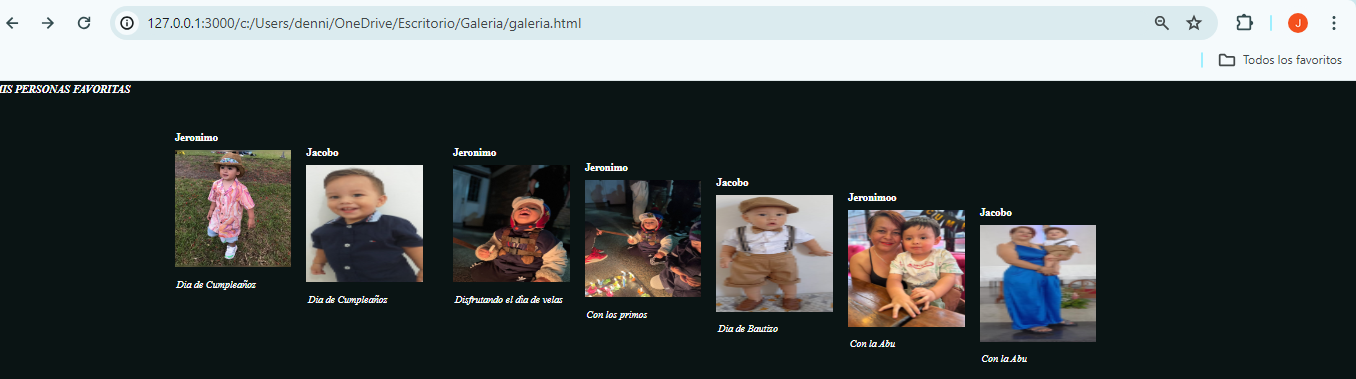 127.0.0.1:3000/c:/Users/denni/OneDrive/Escritorio/Galeria/galeria.html
J
Todos los favoritos
MIS PERSONAS FAVORITAS
Jeronimo
Dia de Cumpleaños
Jacobo
Dia de Cumpleaños
Jeronimo
Disfrutando el dia de velas
Jeronimo
Con los primos
Jacobo
Dia de Bautizo
Jeronimoo
Con la Abu
Jacobo
Con la Abu